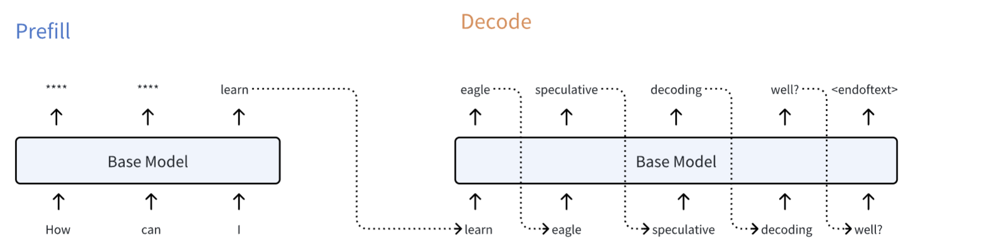 Prefill
Decode
**** **** learn
eagle speculative decoding well? <endoftext>
Base Model
Base Model
How can I
learn eagle speculative decoding well?